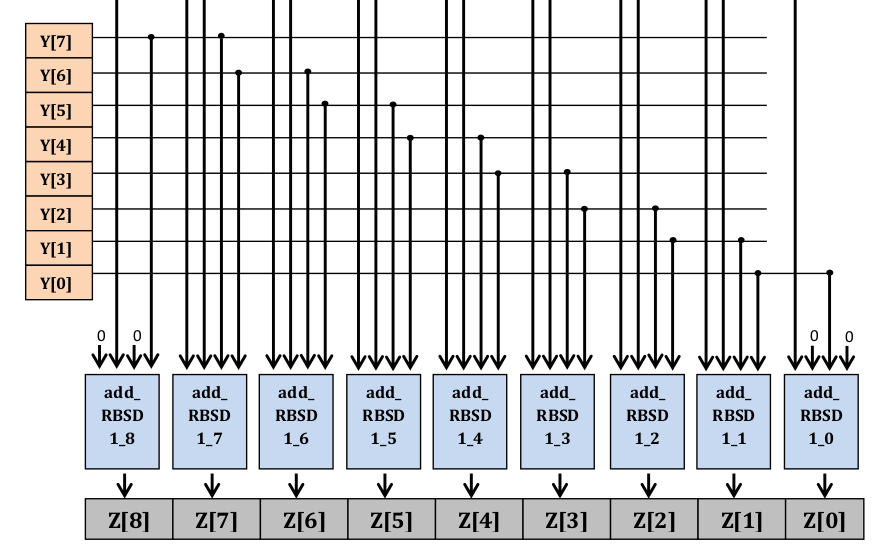 Y[7]
Y[6]
Y[5]
Y[4]
Y[3]
Y[2]
Y[1]
Y[0]
0 0 0 0
add_ add_ add_ add_ add_ add_ add_ add_ add_
RBSD RBSD RBSD RBSD RBSD RBSD RBSD RBSD RBSD
1_8 1_7 1_6 1_5 1_4 1_3 1_2 1_1 1_0
Z[8] Z[7] Z[6] Z[5] Z[4] Z[3] Z[2] Z[1] Z[0]